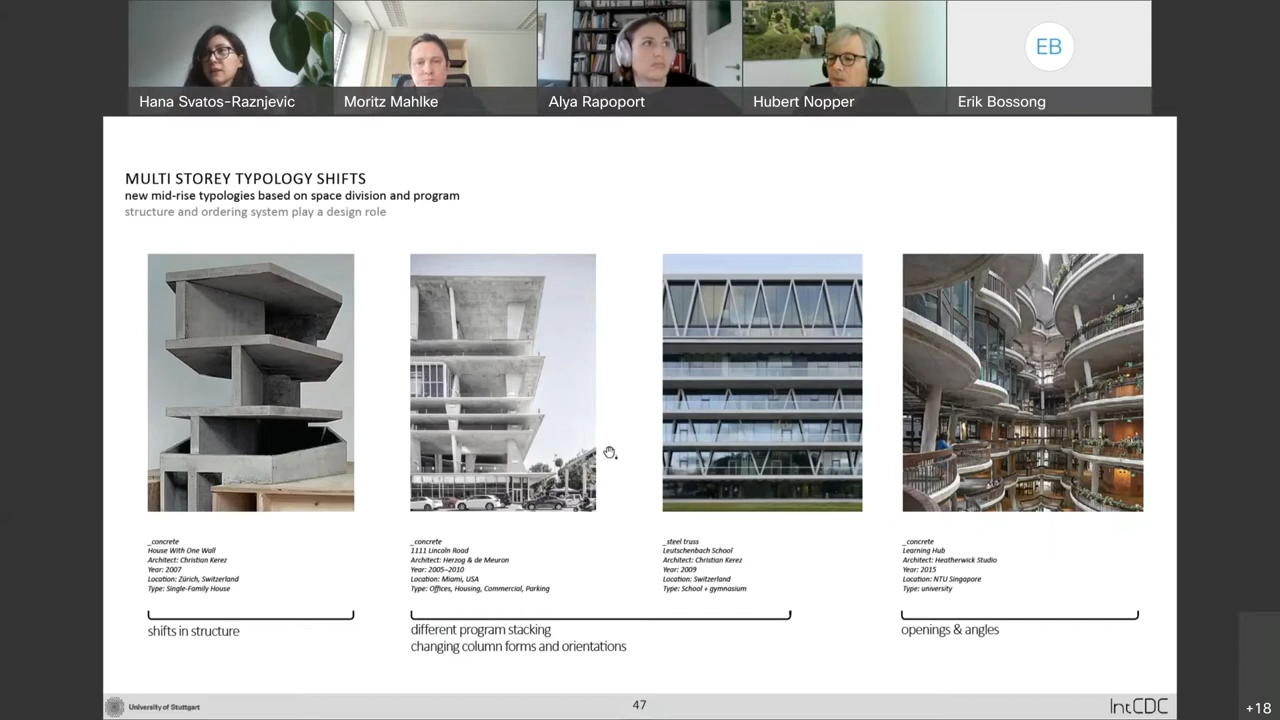 EB
Hana Svatos-Raznjevic
Moritz Mahlke
Alya Rapoport
Hubert Nopper
Erik Bossong
MULTI STOREY TYPOLOGY SHIFTS
new mid-rise typologies based on space division and program
structure and ordering system play a design role
_concrete
House With One Wall
Architect: Christian Kerez
Year: 2007
Location: Zürich, Switzerland
Type: Single-Family House
_concrete
1111 Lincoln Road
Architect: Herzog & de Meuron
Year: 2005–2010
Location: Miami, USA
Type: Offices, Housing, Commercial, Parking
_steel truss
Leutschenbach School
Architect: Christian Kerez
Year: 2009
Location: Switzerland
Type: School + gymnasium
_concrete
Learning Hub
Architect: Heatherwick Studio
Year: 2015
Location: NTU Singapore
Type: university
shifts in structure
different program stacking
changing column forms and orientations
openings & angles
University of Stuttgart
47
IntCDC
+18